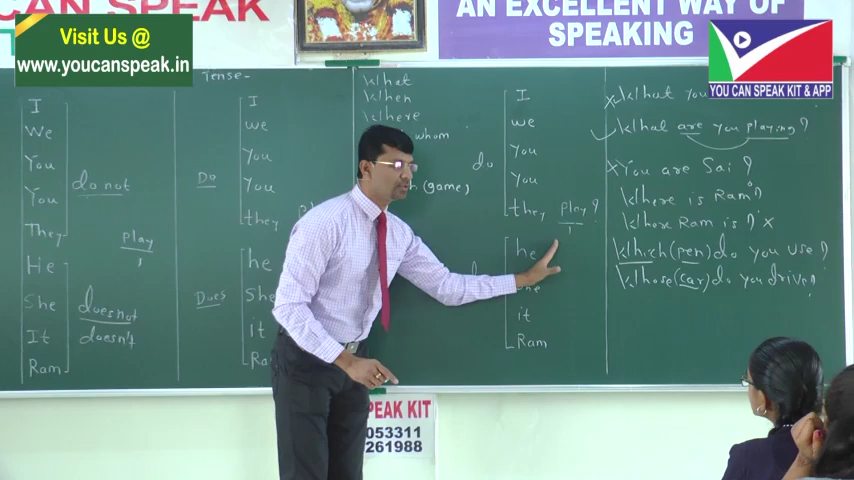 CAN SPEAK
AN EXCELLENT WAY OF
SPEAKING
Visit Us @
www.youcanspeak.in
YOU CAN SPEAK KIT & APP
Tense-
I
We
You
You
They
do not
play
He
She
It
Ram
does not
doesn't
Do
I
we
you
you
they
Does
he
She
it
What
When
Where
whom
(game)
do
I
we
you
you
they
play?
he
it
Ram
x What you
What are you playing?
x You are Sai?
Where is Ram?
Where Ram is? x
Which (pen) do you use?
Whose (car) do you drive?
PEAK KIT
053311
261988